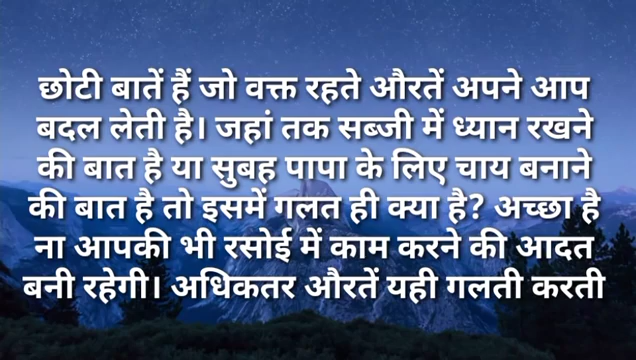 छोटी बातें हैं जो वक्त रहते औरतें अपने आप
बदल लेती है। जहां तक सब्जी में ध्यान रखने
की बात है या सुबह पापा के लिए चाय बनाने
की बात है तो इसमें गलत ही क्या है? अच्छा है
ना आपकी भी रसोई में काम करने की आदत
बनी रहेगी। अधिकतर औरतें यही गलती करती